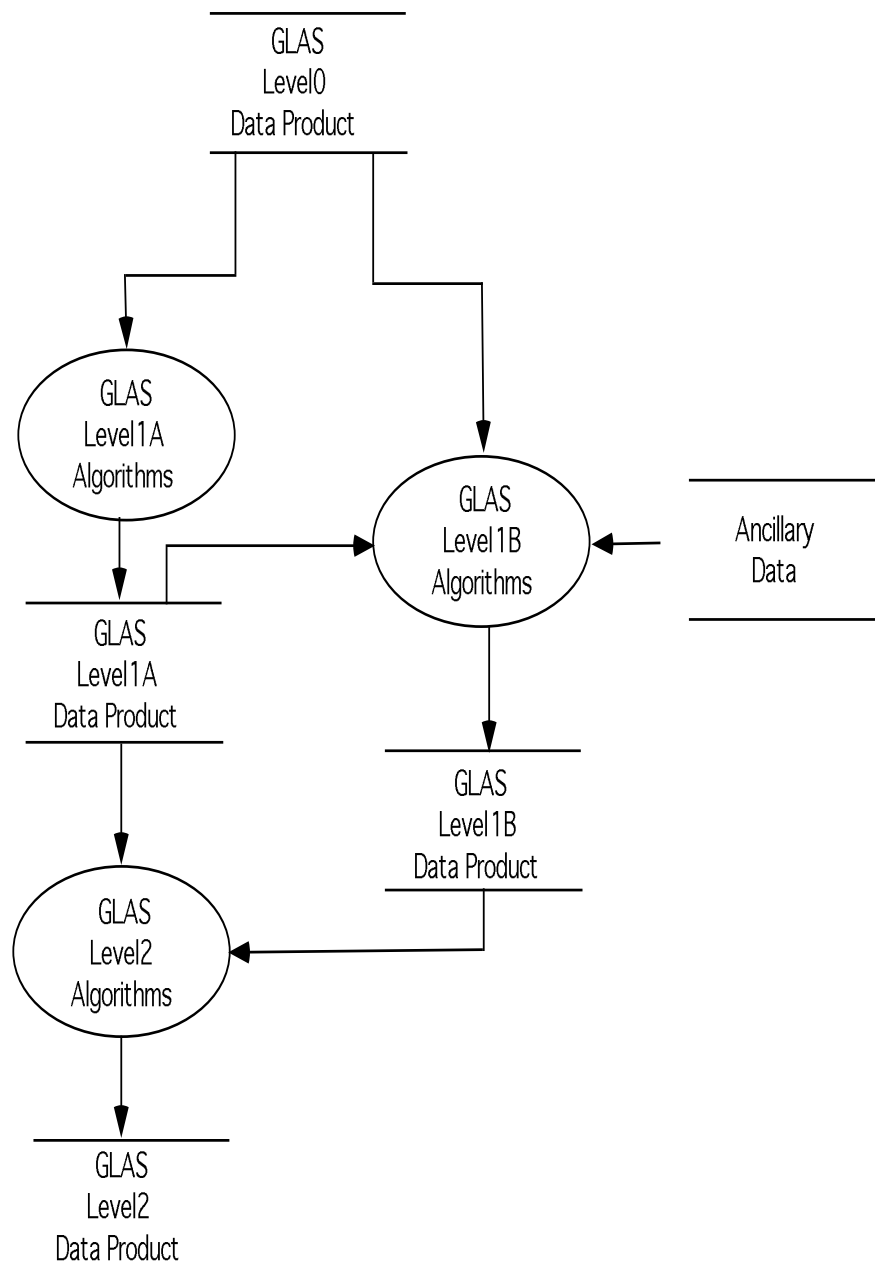 GLAS
Level0
Data Product
GLAS
Level1A
Algorithms
GLAS
Level1B
Algorithms
Ancillary
Data
GLAS
Level1A
Data Product
GLAS
Level1B
Data Product
GLAS
Level2
Algorithms
GLAS
Level2
Data Product